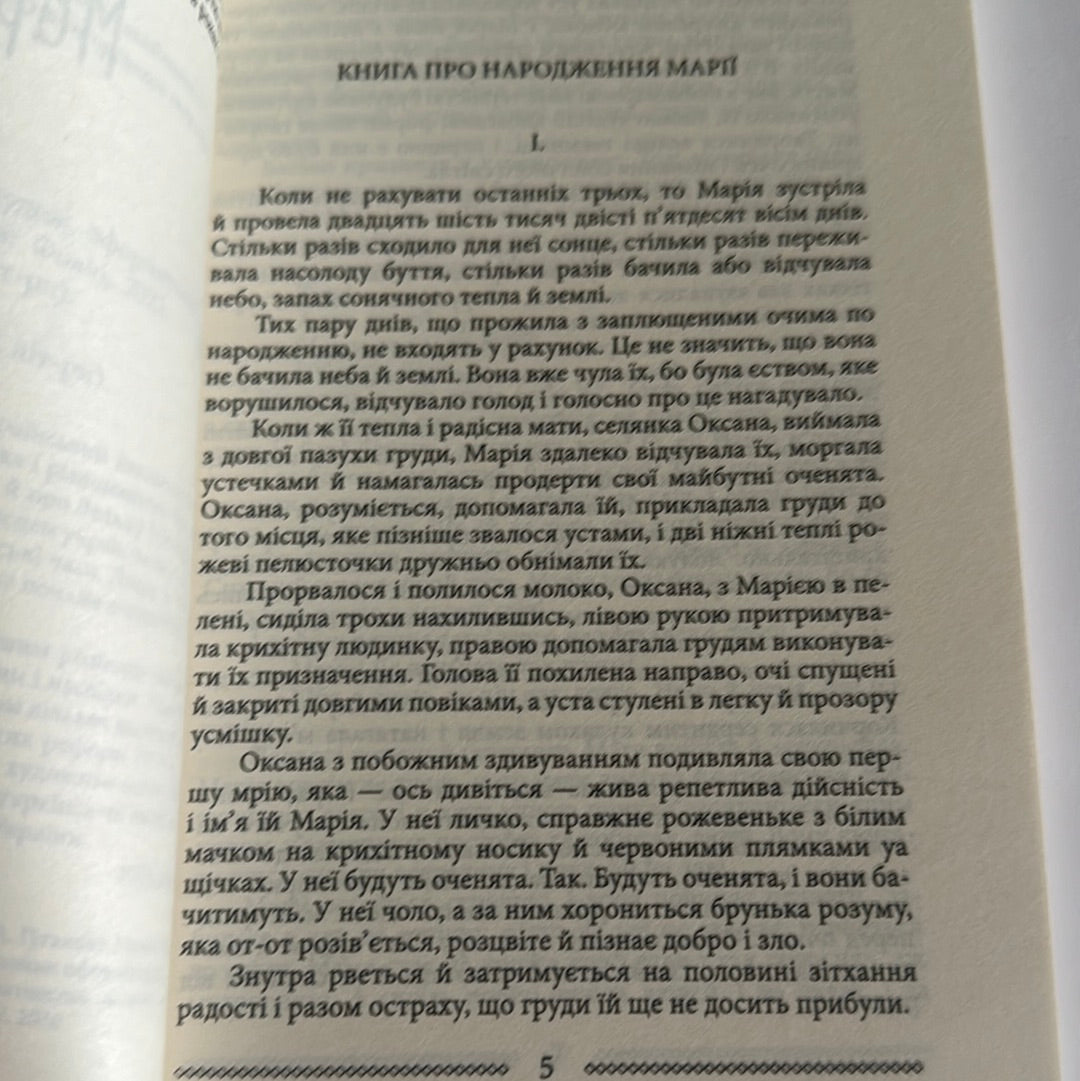 КНИГА ПРО НАРОДЖЕННЯ МАРІЇ
I.
Коли не рахувати останніх трьох, то Марія зустріла
й провела двадцять шість тисяч двісті п'ятдесят вісім днів.
Стільки разів сходило для неї сонце, стільки разів пережи-
вала насолоду буття, стільки разів бачила або відчувала
небо, запах сонячного тепла й землі.
Тих пару днів, що прожила з заплющеними очима по
народженню, не входять у рахунок. Це не значить, що вона
не бачила неба й землі. Вона вже чула їх, бо була єством, яке
ворушилося, відчувало голод і голосно про це нагадувало.
Коли ж її тепла і радісна мати, селянка Оксана, виймала
з довгої пазухи груди, Марія здалеко відчувала їх, моргала
устечками й намагалась продерти свої майбутні оченята.
Оксана, розуміється, допомагала їй, прикладала груди до
того місця, яке пізніше звалося устами, і дві ніжні теплі ро-
жеві пелюсточки дружньо обнімали їх.
Прорвалося і полилося молоко, Оксана, з Марією в пе-
лені, сиділа трохи нахилившись, лівою рукою притримува-
ла крихітну людинку, правою допомагала грудям виконува-
ти їх призначення. Голова її похилена направо, очі спущені
й закриті довгими повіками, а уста стулені в легку й прозору
усмішку.
Оксана з побожним здивуванням подивляла свою пер-
шу мрію, яка — ось дивіться — жива репетлива дійсність
і ім'я їй Марія. У неї личко, справжнє рожевеньке з білим
мачком на крихітному носику й червоними плямками уа
щічках. У неї будуть оченята. Так. Будуть оченята, і вони ба-
читимуть. У неї чоло, а за ним хорониться брунька розуму,
яка от-от розів'ється, розцвіте й пізнає добро і зло.
Знутра рветься й затримується на половині зітхання
радості і разом остраху, що груди їй ще не досить прибули.
5